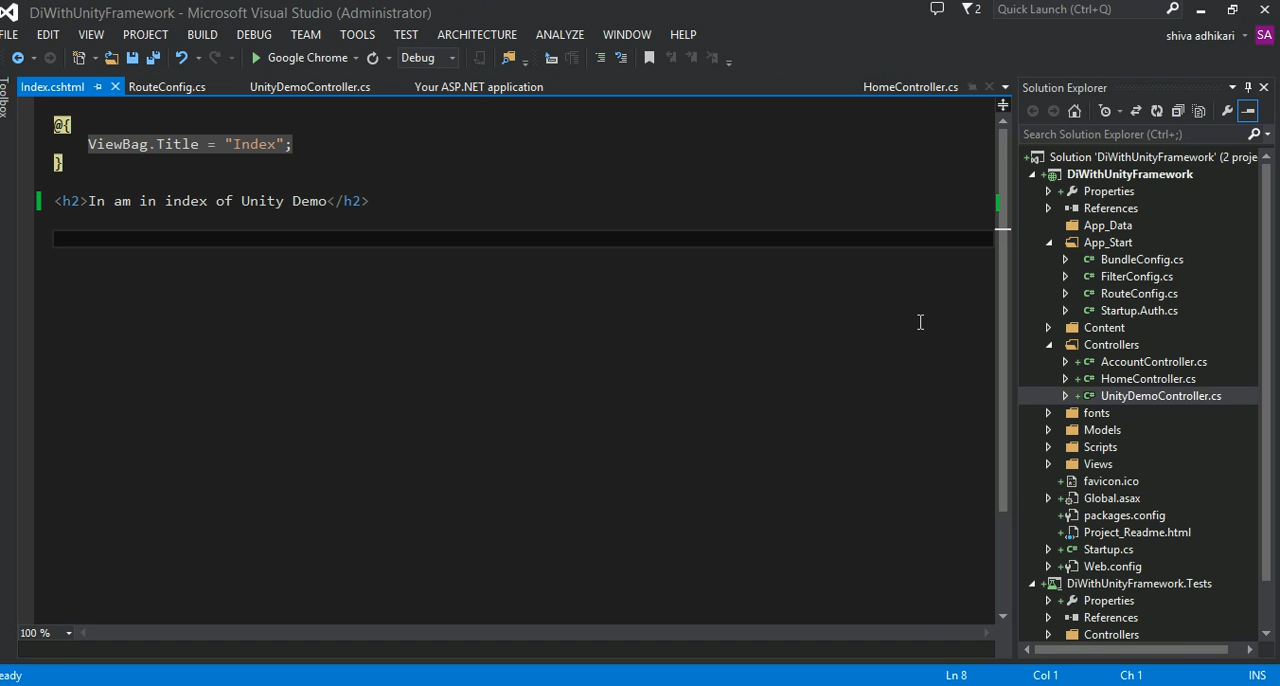 DiWithUnityFramework - Microsoft Visual Studio (Administrator)
2
Quick Launch (Ctrl+Q)
FILE EDIT VIEW PROJECT BUILD DEBUG TEAM TOOLS TEST ARCHITECTURE ANALYZE WINDOW HELP
shiva adhikari SA
Google Chrome Debug
Toolbox
Index.cshtml RouteConfig.cs UnityDemoController.cs Your ASP.NET application HomeController.cs
@{
ViewBag.Title = "Index";
}
<h2>In am in index of Unity Demo</h2>
100 %
Solution Explorer
Search Solution Explorer (Ctrl+;)
Solution 'DiWithUnityFramework' (2 proje
DiWithUnityFramework
Properties
References
App_Data
App_Start
C# BundleConfig.cs
C# FilterConfig.cs
C# RouteConfig.cs
C# Startup.Auth.cs
Content
Controllers
C# AccountController.cs
C# HomeController.cs
C# UnityDemoController.cs
fonts
Models
Scripts
Views
favicon.ico
Global.asax
packages.config
Project_Readme.html
C# Startup.cs
Web.config
DiWithUnityFramework.Tests
Properties
References
Controllers
eady Ln 8 Col 1 Ch 1 INS